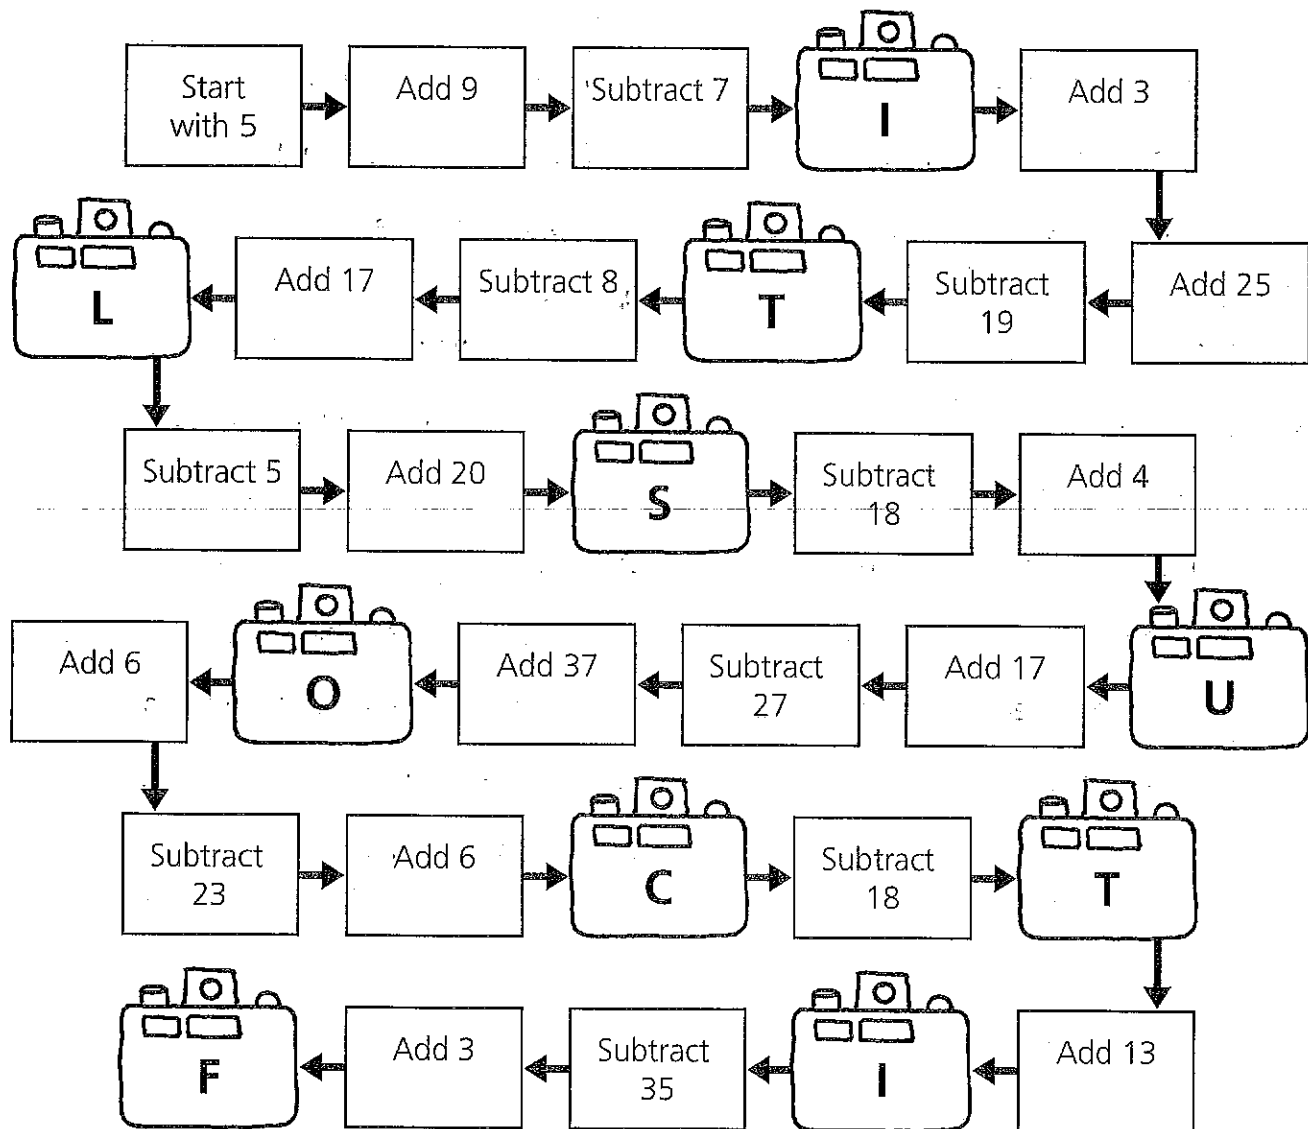 Start
with 5
Add 9
Subtract 7
I
Add 3
L
Add 17
Subtract 8
T
Subtract
19
Add 25
Subtract 5
Add 20
S
Subtract
18
Add 4
Add 6
O
Add 37
Subtract
27
Add 17
U
Subtract
23
Add 6
C
Subtract
18
T
F
Add 3
Subtract
35
I
Add 13